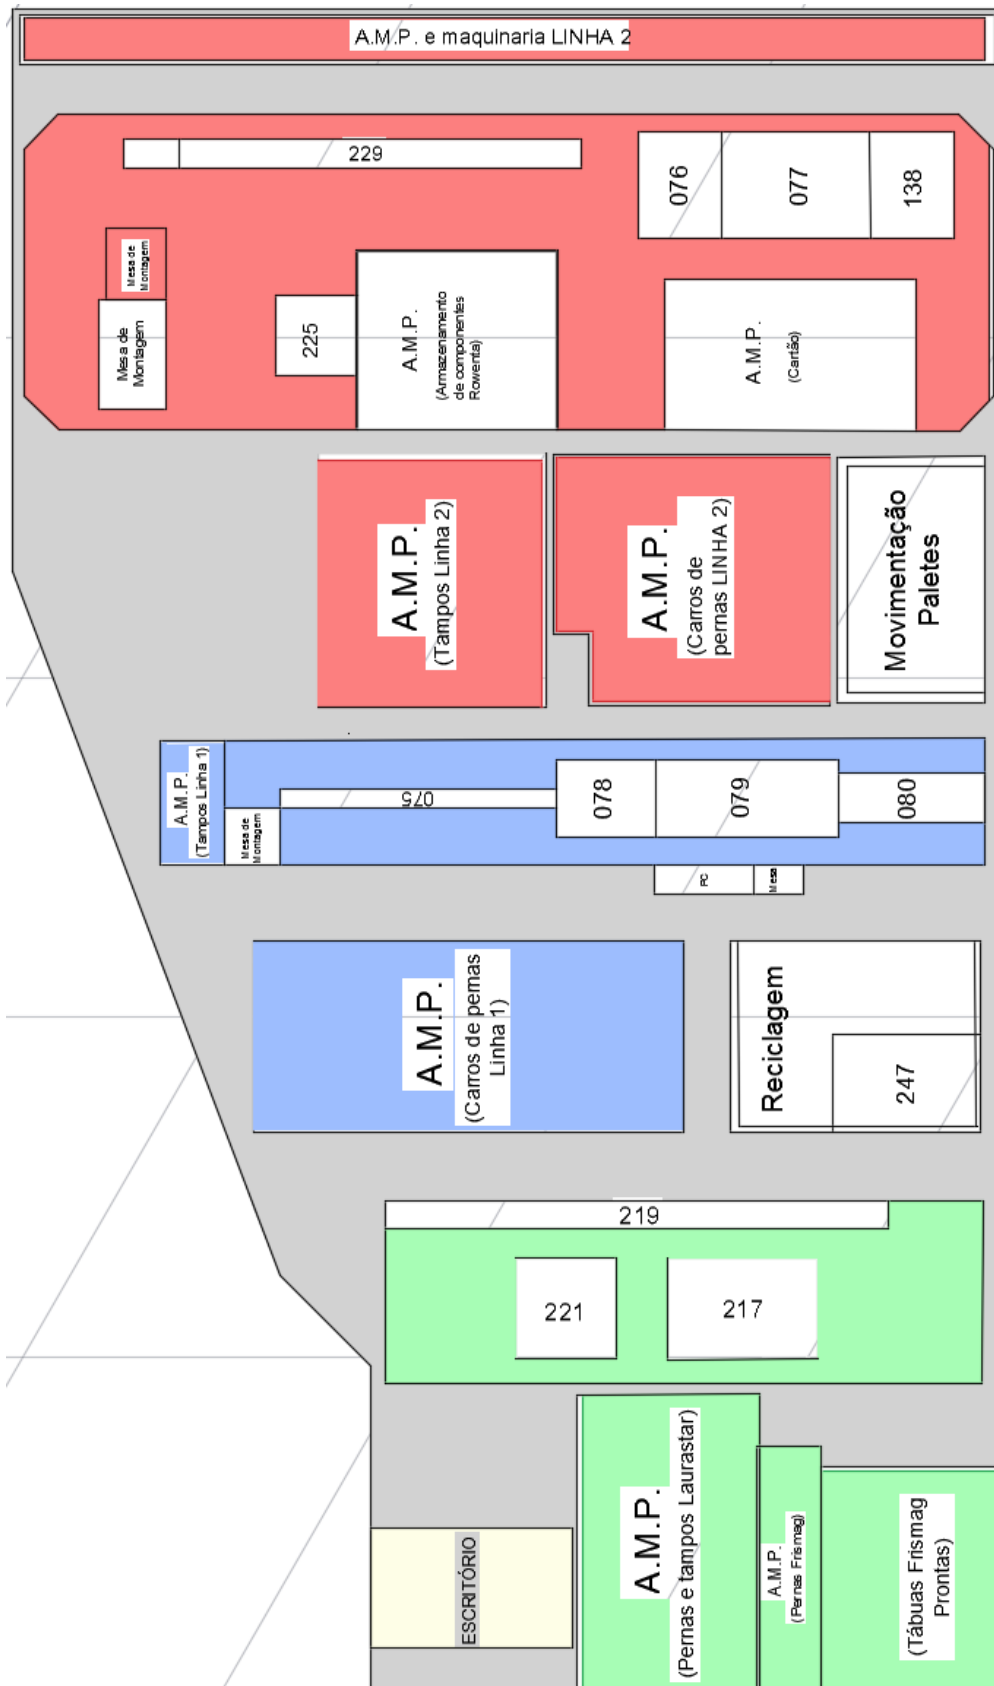 A.M.P. e maquinaria LINHA 2
229
076
077
138
Mesa de
Montagem
Mesa de
Montagem
225
A.M.P.
(Armazenamento
de componentes
Rowenta)
A.M.P.
(Cartão)
A.M.P.
(Tampos Linha 2)
A.M.P.
(Carros de
pernas LINHA 2)
Movimentação
Paletes
A.M.P.
(Tampos Linha 1)
Mesa de
Montagem
075
078
079
080
PC
Mesa
A.M.P.
(Carros de pernas
Linha 1)
Reciclagem
247
219
221
217
ESCRITÓRIO
A.M.P.
(Pernas e tampos Laurastar)
A.M.P.
(Pernas Frismag)
(Tábuas Frismag
Prontas)